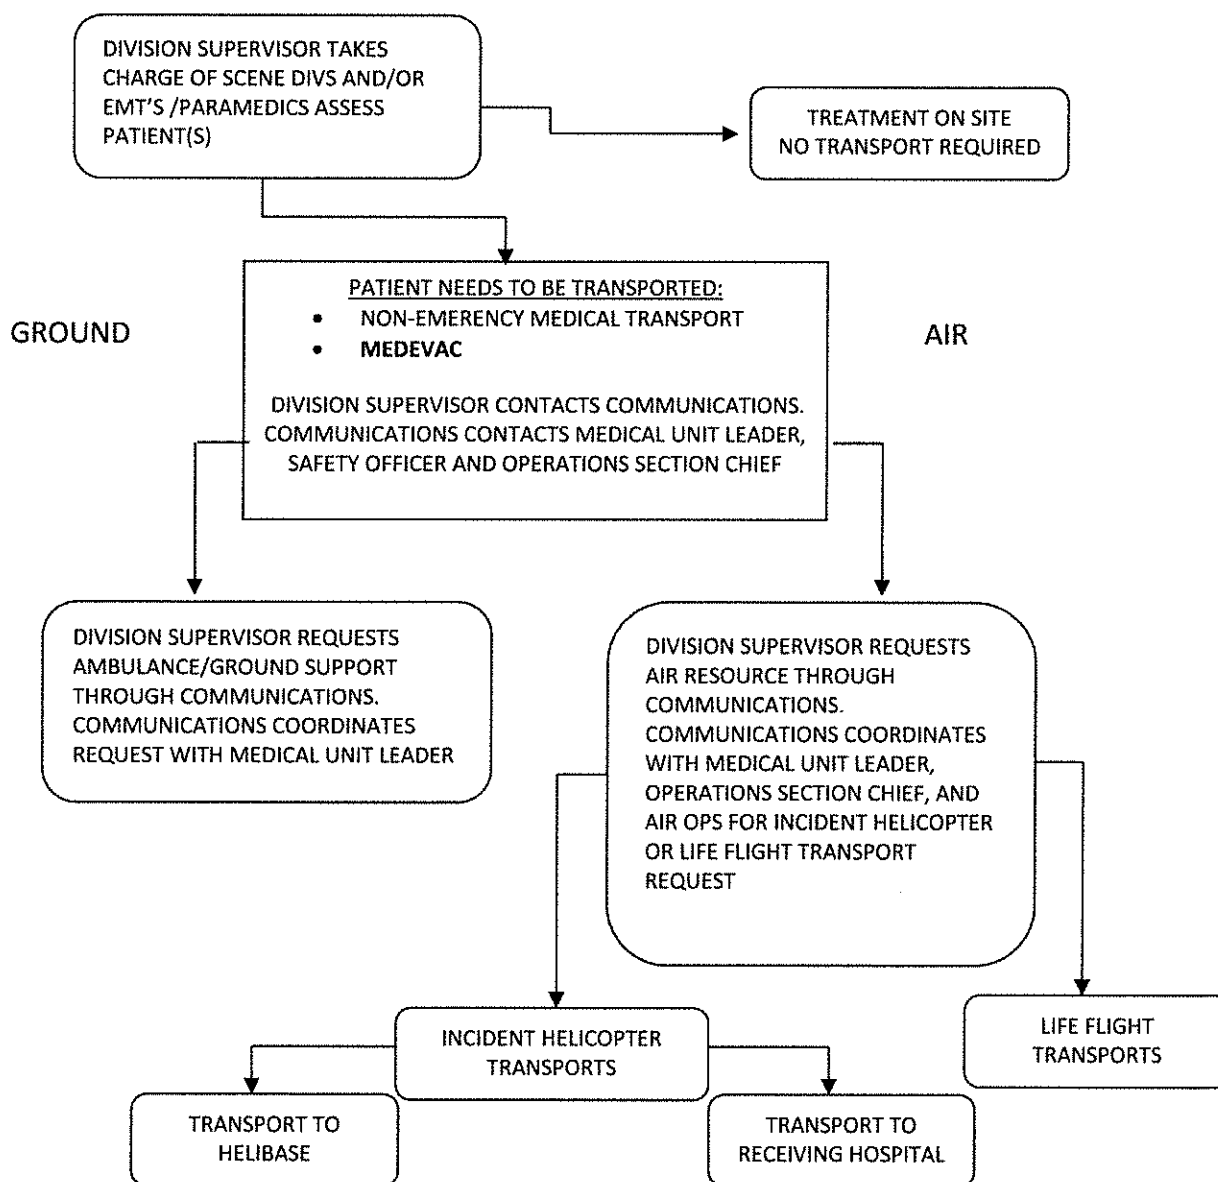 DIVISION SUPERVISOR TAKES
CHARGE OF SCENE DIVS AND/OR
EMT'S /PARAMEDICS ASSESS
PATIENT(S)
TREATMENT ON SITE
NO TRANSPORT REQUIRED
PATIENT NEEDS TO BE TRANSPORTED:
• NON-EMERENCY MEDICAL TRANSPORT
• MEDEVAC
DIVISION SUPERVISOR CONTACTS COMMUNICATIONS.
COMMUNICATIONS CONTACTS MEDICAL UNIT LEADER,
SAFETY OFFICER AND OPERATIONS SECTION CHIEF
GROUND
AIR
DIVISION SUPERVISOR REQUESTS
AMBULANCE/GROUND SUPPORT
THROUGH COMMUNICATIONS.
COMMUNICATIONS COORDINATES
REQUEST WITH MEDICAL UNIT LEADER
DIVISION SUPERVISOR REQUESTS
AIR RESOURCE THROUGH
COMMUNICATIONS.
COMMUNICATIONS COORDINATES
WITH MEDICAL UNIT LEADER,
OPERATIONS SECTION CHIEF, AND
AIR OPS FOR INCIDENT HELICOPTER
OR LIFE FLIGHT TRANSPORT
REQUEST
INCIDENT HELICOPTER
TRANSPORTS
LIFE FLIGHT
TRANSPORTS
TRANSPORT TO
HELIBASE
TRANSPORT TO
RECEIVING HOSPITAL